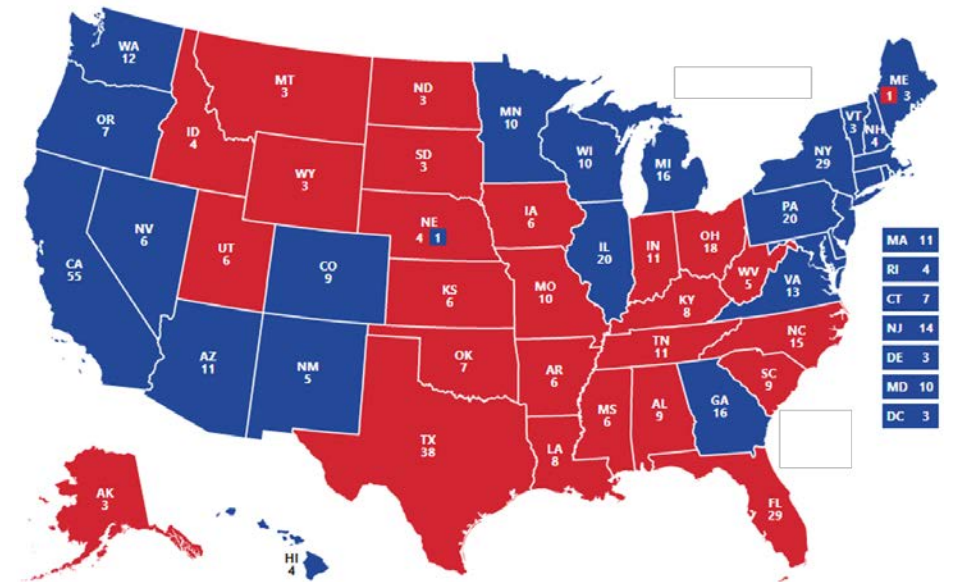 WA
12
MT
3
ND
3
MN
10
ME
1 3
VT
3
NH
4
OR
7
ID
4
SD
3
WI
10
MI
16
NY
29
WY
3
PA
20
NE
4 1
IA
6
NV
6
UT
6
CO
9
IL
20
IN
11
OH
18
MA 11
CA
55
WV
5
VA
13
RI 4
KS
6
MO
10
KY
8
CT 7
NJ 14
NC
15
TN
11
AZ
11
NM
5
OK
7
AR
6
SC
9
DE 3
MD 10
DC 3
MS
6
AL
9
GA
16
TX
38
LA
8
AK
3
FL
29
HI
4